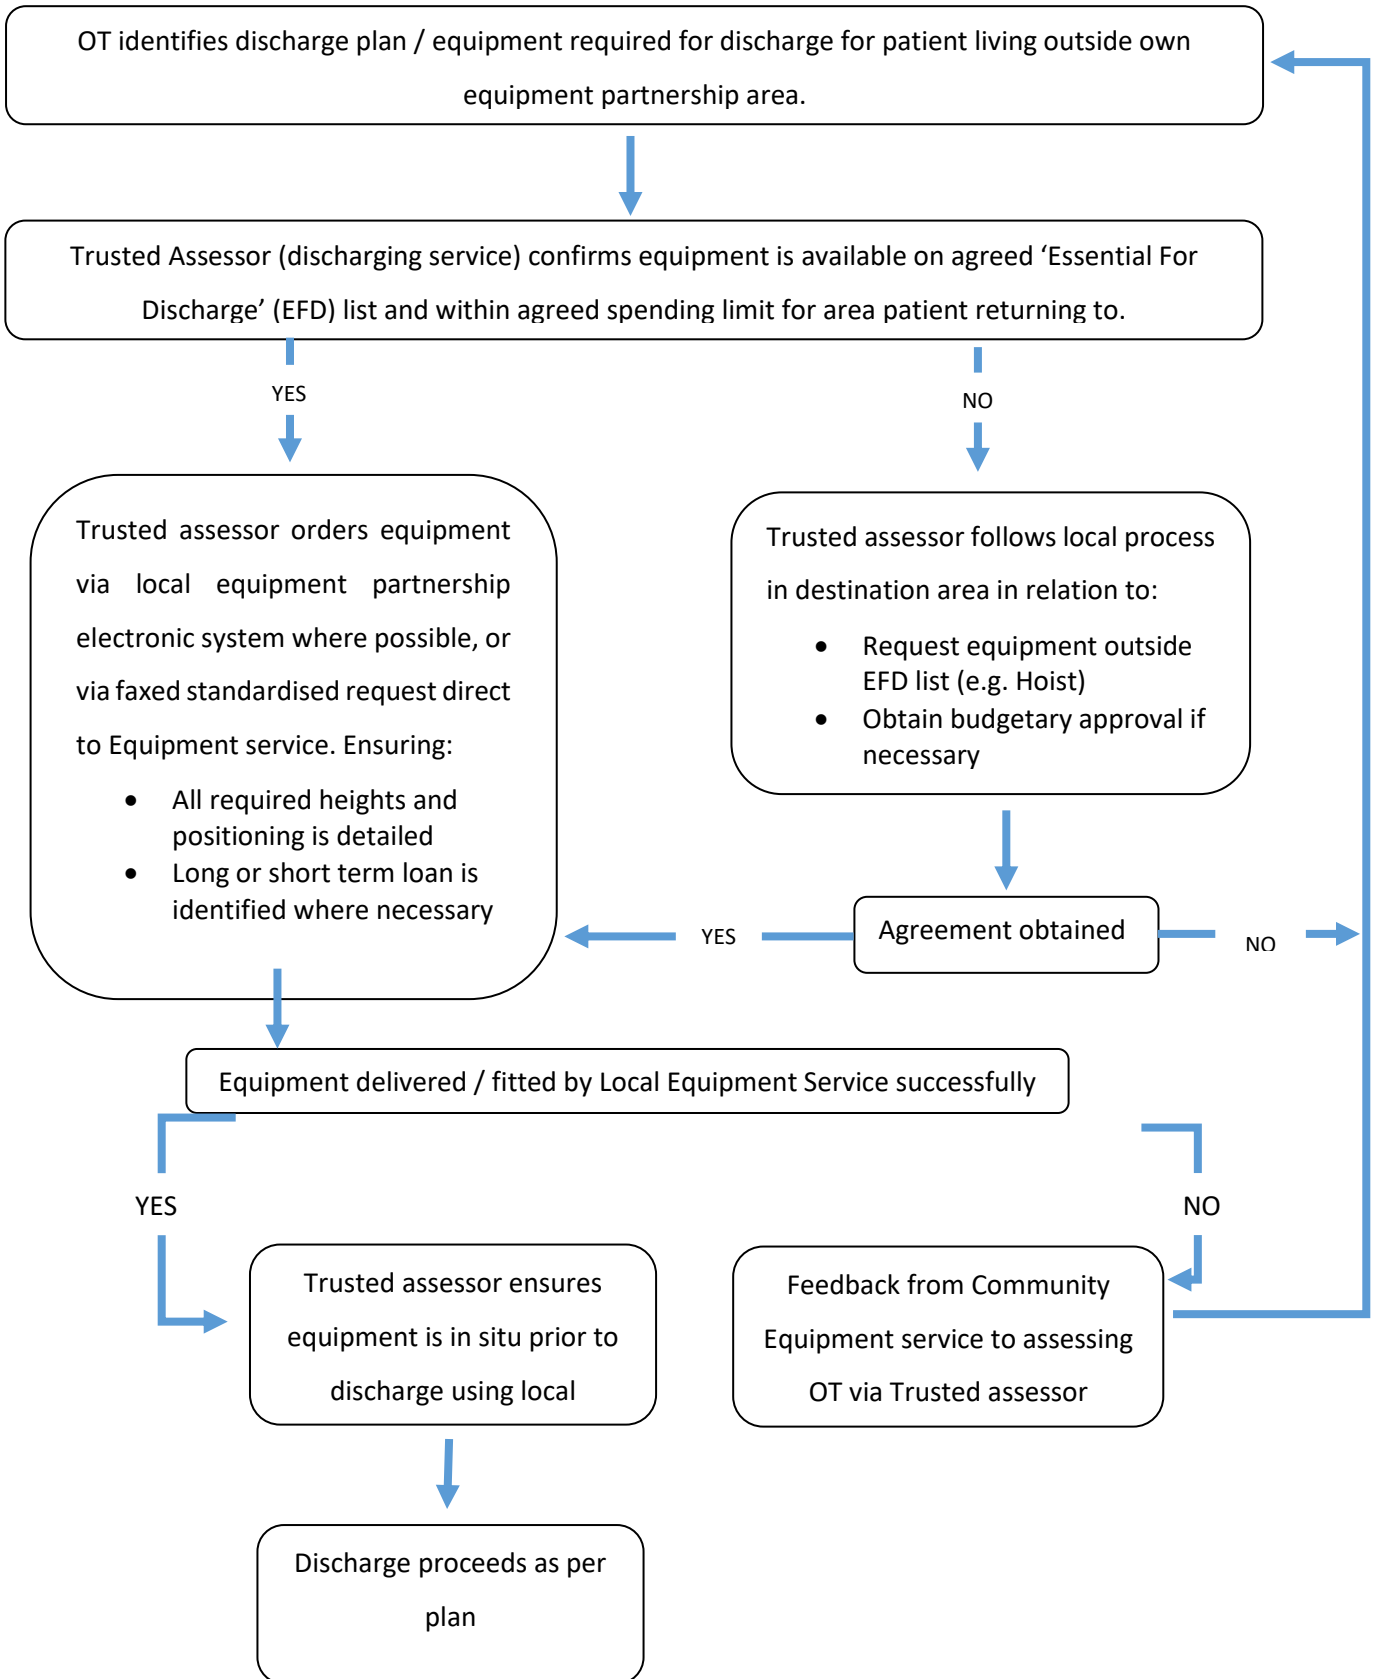 OT identifies discharge plan / equipment required for discharge for patient living outside own
equipment partnership area.
Trusted Assessor (discharging service) confirms equipment is available on agreed ‘Essential For
Discharge’ (EFD) list and within agreed spending limit for area patient returning to.
YES
NO
Trusted assessor orders equipment
via local equipment partnership
electronic system where possible, or
via faxed standardised request direct
to Equipment service. Ensuring:
• All required heights and
positioning is detailed
• Long or short term loan is
identified where necessary
Trusted assessor follows local process
in destination area in relation to:
• Request equipment outside
EFD list (e.g. Hoist)
• Obtain budgetary approval if
necessary
YES
Agreement obtained
NO
Equipment delivered / fitted by Local Equipment Service successfully
YES
NO
Trusted assessor ensures
equipment is in situ prior to
discharge using local
Feedback from Community
Equipment service to assessing
OT via Trusted assessor
Discharge proceeds as per
plan